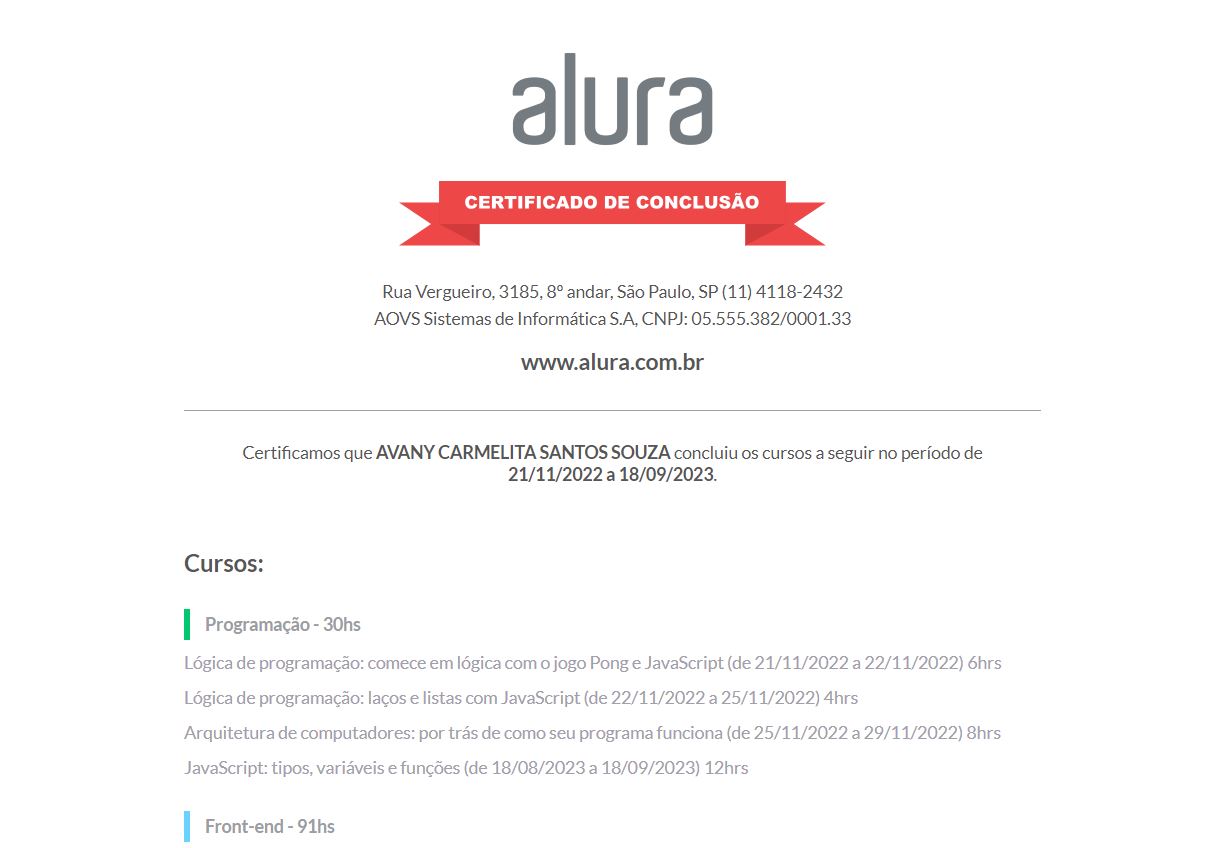 alura
CERTIFICADO DE CONCLUSÃO
Rua Vergueiro, 3185, 8º andar, São Paulo, SP (11) 4118-2432
AOVS Sistemas de Informática S.A, CNPJ: 05.555.382/0001.33
www.alura.com.br
Certificamos que AVANY CARMELITA SANTOS SOUZA concluiu os cursos a seguir no período de
21/11/2022 a 18/09/2023.
Cursos:
Programação - 30hs
Lógica de programação: comece em lógica com o jogo Pong e JavaScript (de 21/11/2022 a 22/11/2022) 6hrs
Lógica de programação: laços e listas com JavaScript (de 22/11/2022 a 25/11/2022) 4hrs
Arquitetura de computadores: por trás de como seu programa funciona (de 25/11/2022 a 29/11/2022) 8hrs
JavaScript: tipos, variáveis e funções (de 18/08/2023 a 18/09/2023) 12hrs
Front-end - 91hs